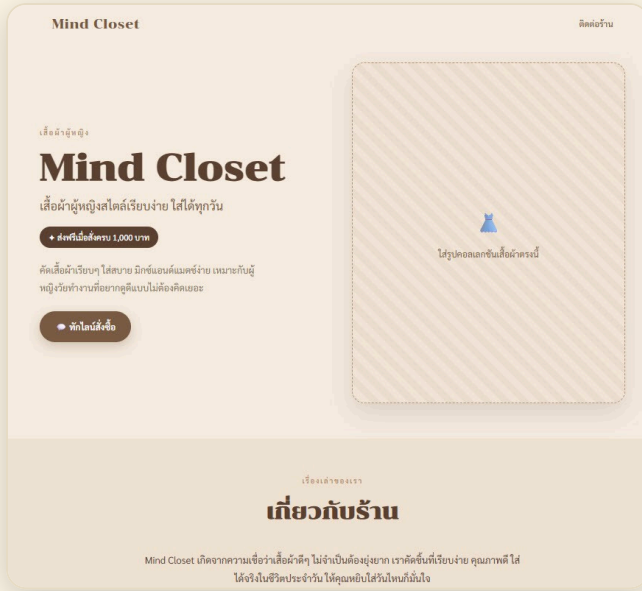 Mind Closet
ติดต่อร้าน
เสื้อผ้าผู้หญิง
Mind Closet
เสื้อผ้าผู้หญิงสไตล์เรียบง่าย ใส่ได้ทุกวัน
✦ ส่งฟรีเมื่อสั่งครบ 1,000 บาท
คัดเสื้อผ้าเรียบๆ ใส่สบาย มิกซ์แอนด์แมตช์ง่าย เหมาะกับผู้
หญิงวัยทำงานที่อยากดูดีแบบไม่ต้องคิดเยอะ
💬 ทักไลน์สั่งซื้อ
ใส่รูปคอลเลกชันเสื้อผ้าตรงนี้
เรื่องเล่าของเรา
เกี่ยวกับร้าน
Mind Closet เกิดจากความเชื่อว่าเสื้อผ้าดีๆ ไม่จำเป็นต้องยุ่งยาก เราคัดชิ้นที่เรียบง่าย คุณภาพดี ใส่
ได้จริงในชีวิตประจำวัน ให้คุณหยิบใส่วันไหนก็มั่นใจ